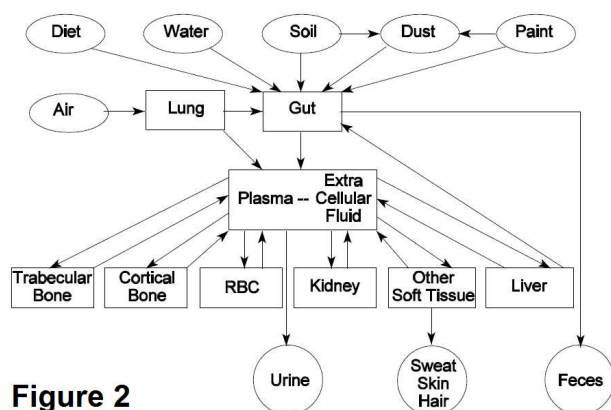 Diet
Water
Soil
Dust
Paint
Air
Lung
Gut
Plasma -- Extra
Cellular
Fluid
Trabecular
Bone
Cortical
Bone
RBC
Kidney
Other
Soft Tissue
Liver
Urine
Sweat
Skin
Hair
Feces
Figure 2